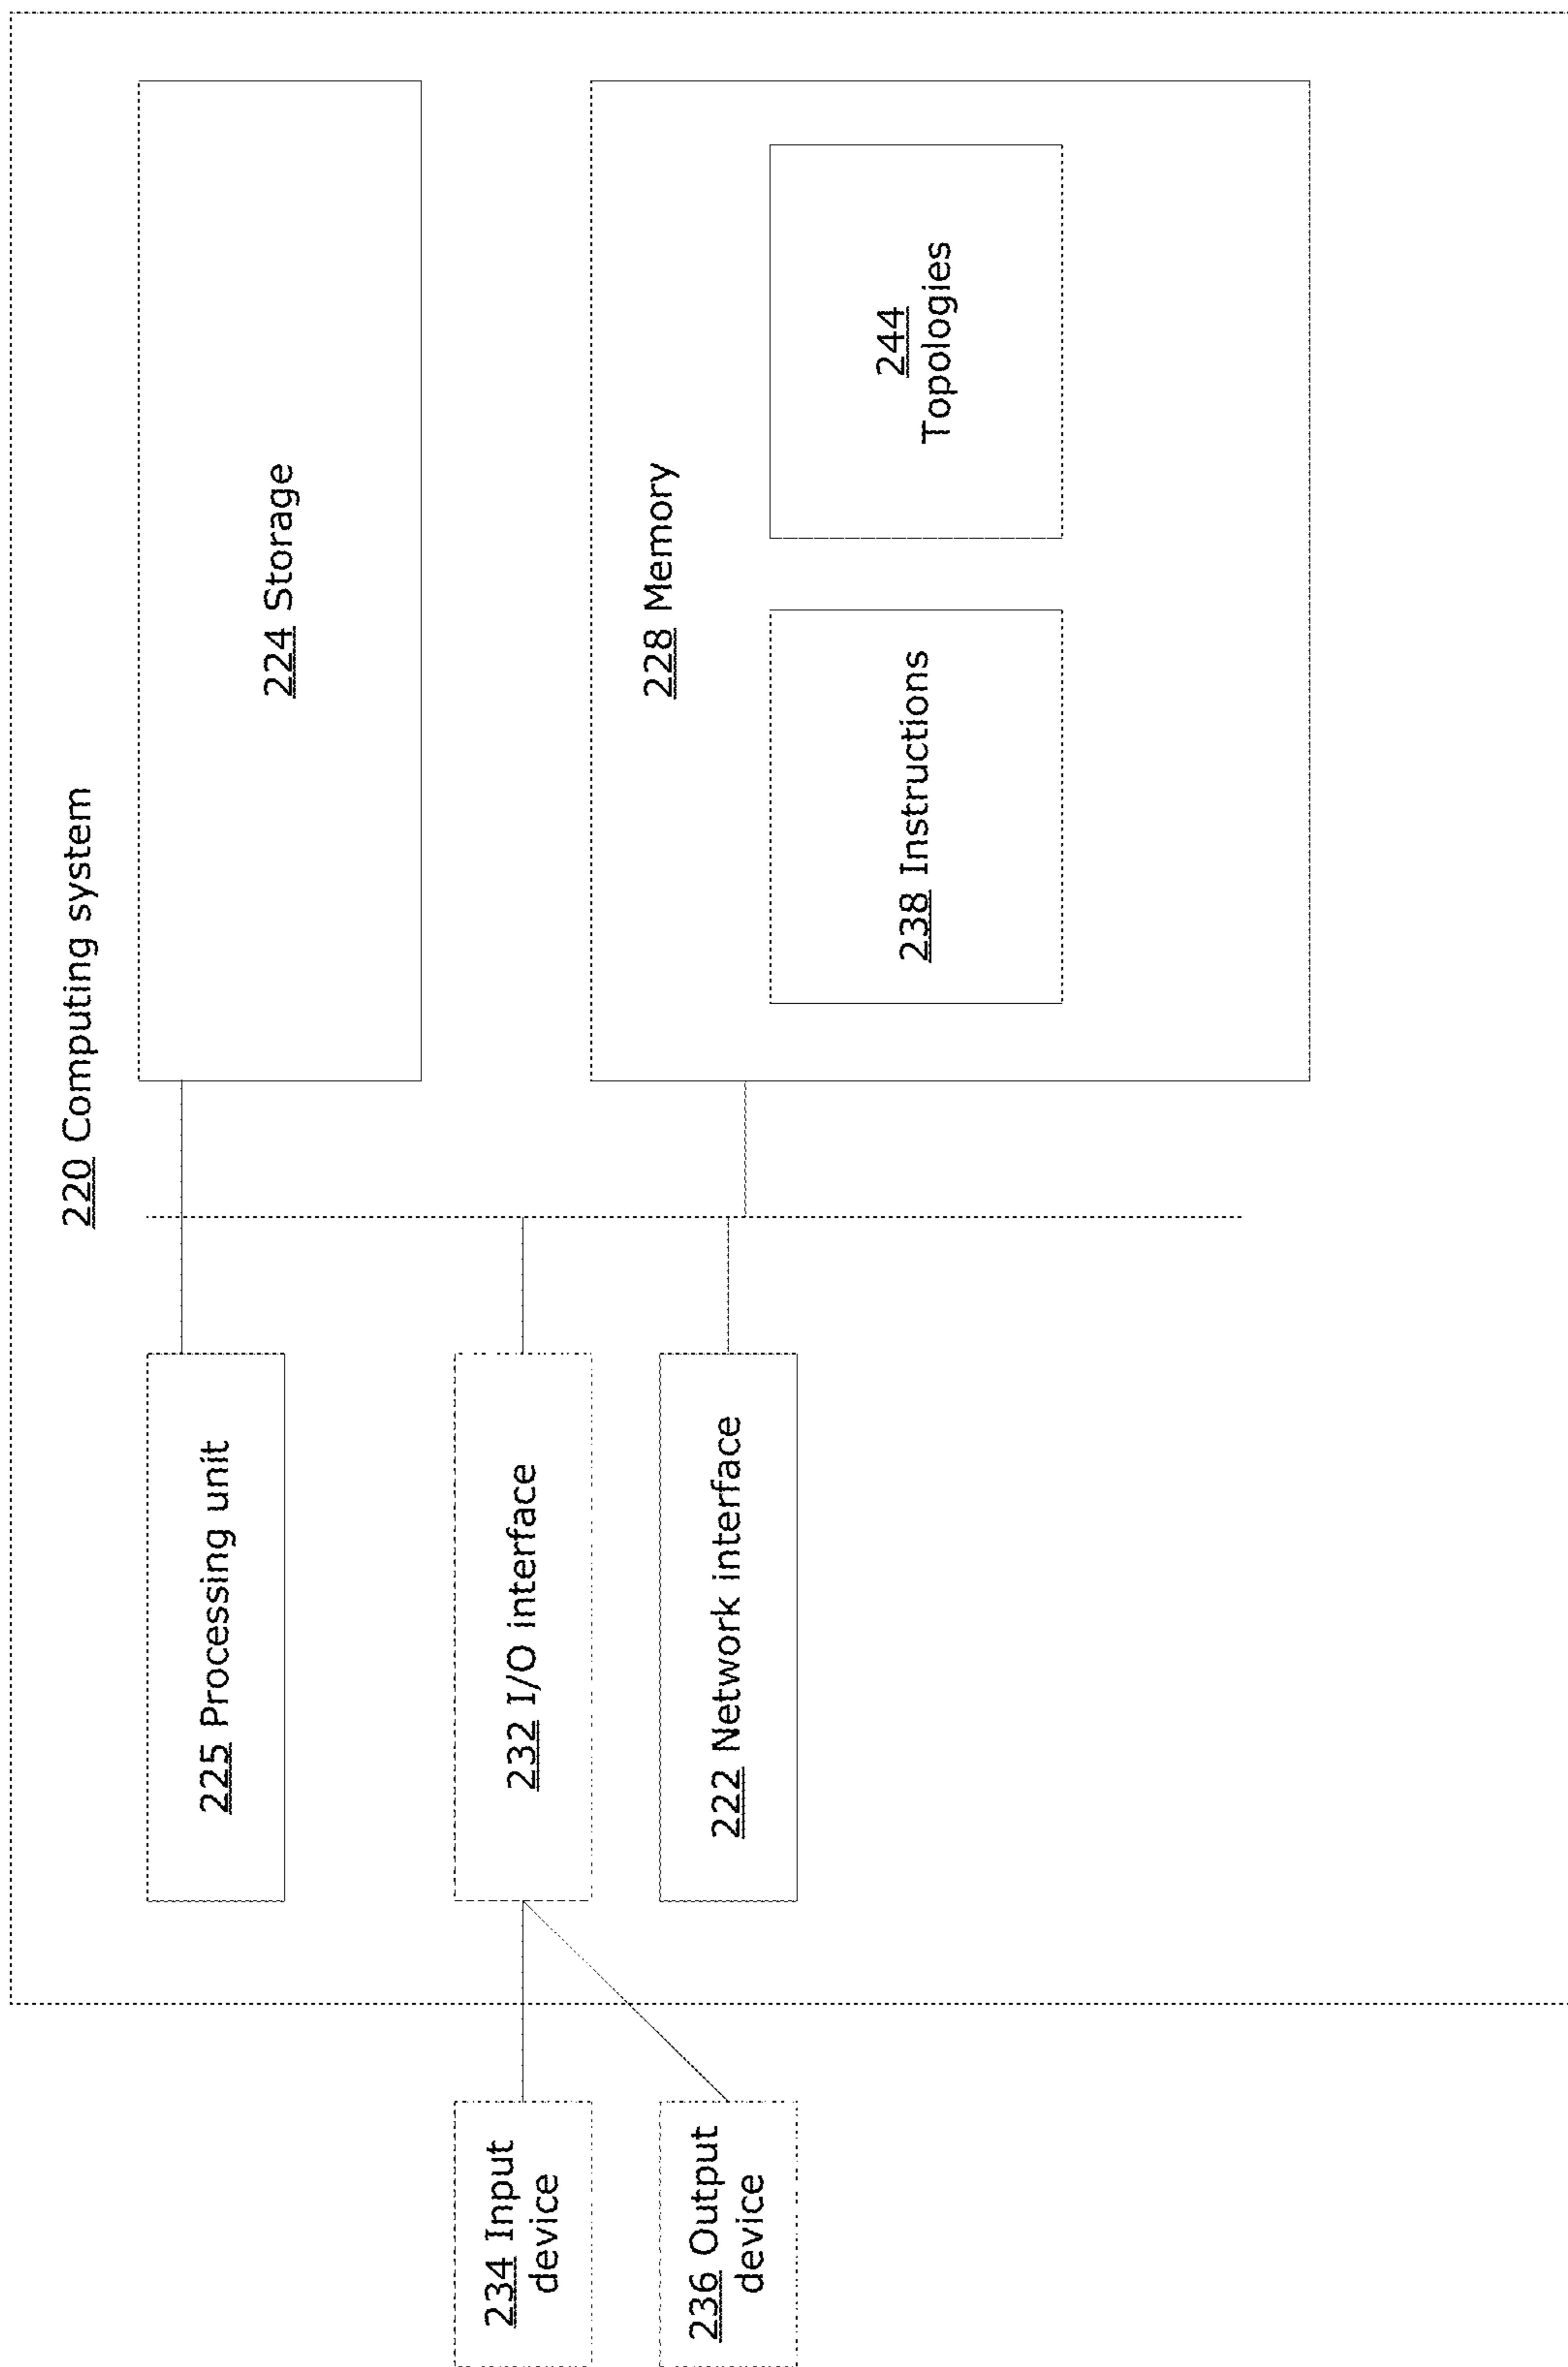 220 Computing system
234 Input
device
236 Output
device
225 Processing unit
232 I/O interface
222 Network interface
224 Storage
228 Memory
238 Instructions
244
Topologies